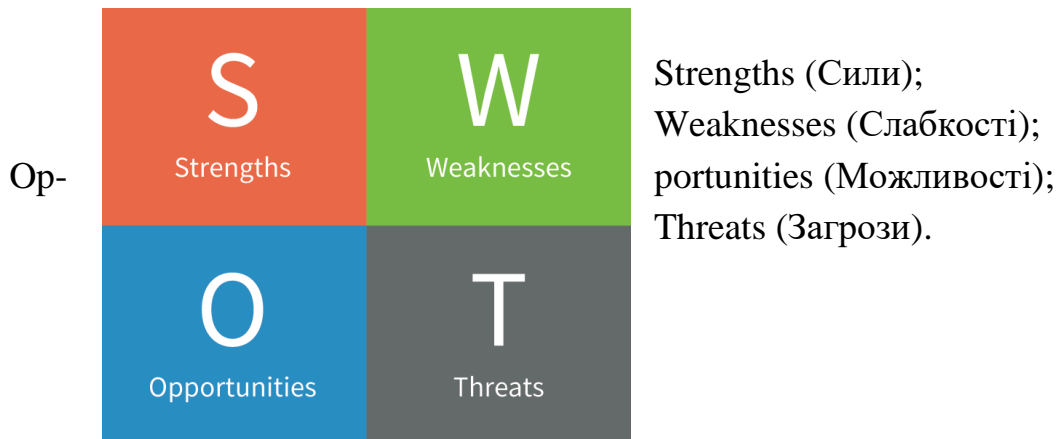 S
Strengths
W
Weaknesses
O
Opportunities
T
Threats
Strengths (Сили);
Weaknesses (Слабкості);
Op-
portunities (Можливості);
Threats (Загрози).